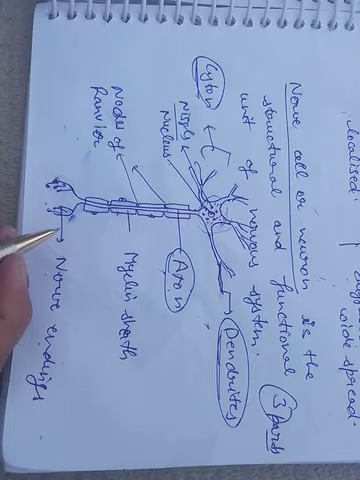 localised.
wide spread.
Nerve cell or neuron is the
structural and functional
unit of nervous system.
3 parts
Cyton
Nissl's
Nucleus
Dendrites
Axon
Nodes of
Ranvier
Myelin sheath
Nerve endings